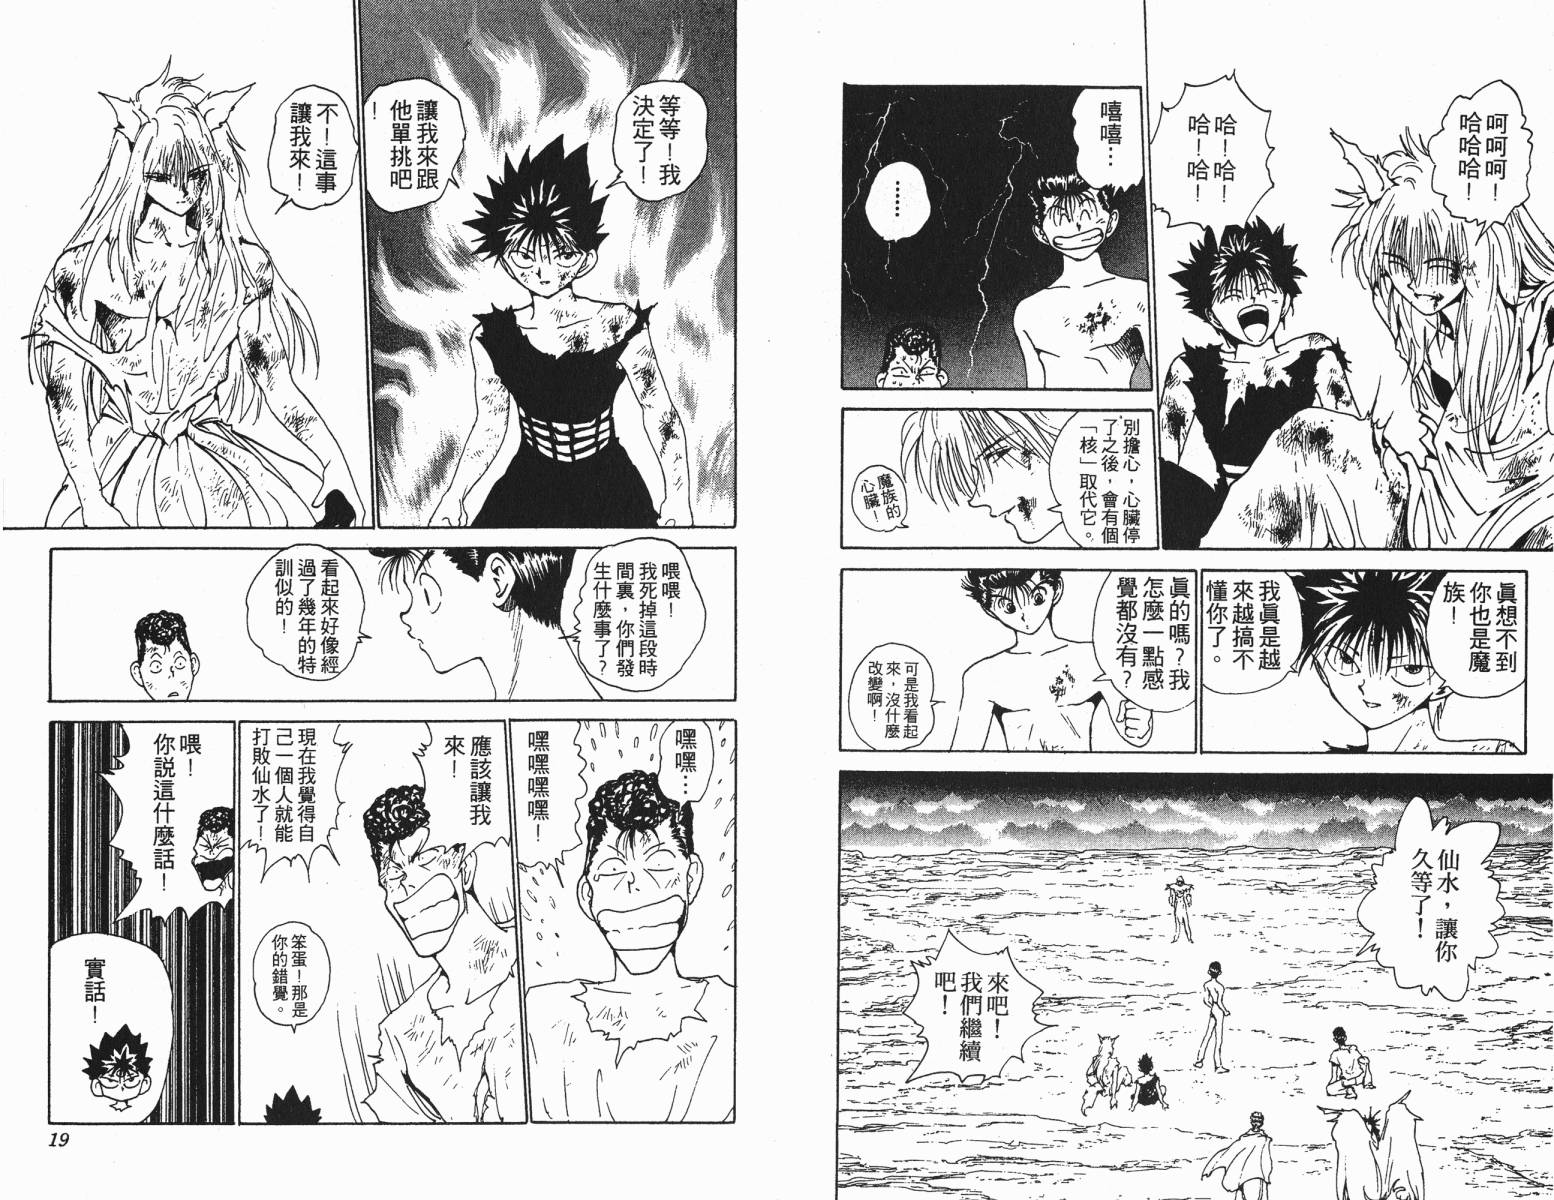 呵呵呵!
哈哈哈!
哈!哈!
哈!哈!
嘻嘻…
……
別擔心，心臟停
了之後，會有個
「核」取代它。
魔族的
心臟!
眞想不到
你也是魔
族!
我眞是越
來越搞不
懂你了。
眞的嗎?我
怎麼一點感
覺都沒有?
可是我看起
來，沒什麼
改變啊!
仙水，讓你
久等了!
來吧!
我們繼續
吧!
等等!我
決定了!
讓我來跟
他單挑吧
!
不!這事
讓我來!
喂喂!
我死掉這段時
間裏，你們發
生什麼事了?
看起來好像經
過了幾年的特
訓似的!
嘿嘿…
嘿嘿嘿嘿!
應該讓我
來!
現在我覺得自
己一個人就能
打敗仙水了!
笨蛋!那是
你的錯覺。
喂!
你説這什麼話!
實話!
19